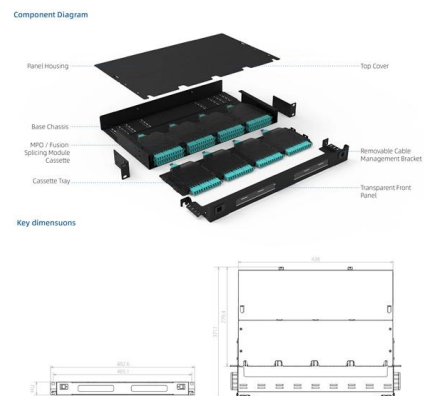 Component Diagram
Panel Housing
Top Cover
Base Chassis
MPO / Fusion
Splicing Module
Cassette
Cassette Tray
Removable Cable
Management Bracket
Transparent Front
Panel
Key dimensuons